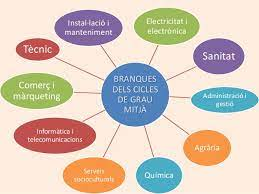 BRANQUES
DELS CICLES
DE GRAU
MITJÀ
Electricitat i
electrònica
Sanitat
Administració i
gestió
Agrària
Química
Serveis
socioculturals
Informàtica i
telecomunicacions
Comerç i
màrqueting
Tècnic
Instal·lació i
manteniment